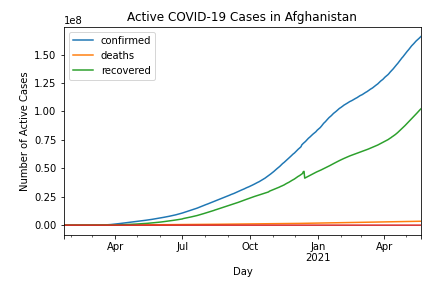 Active COVID-19 Cases in Afghanistan
1e8
confirmed
deaths
recovered
1.50
1.25
1.00
0.75
0.50
0.25
0.00
Number of Active Cases
Apr
Jul
Oct
Jan
2021
Apr
Day